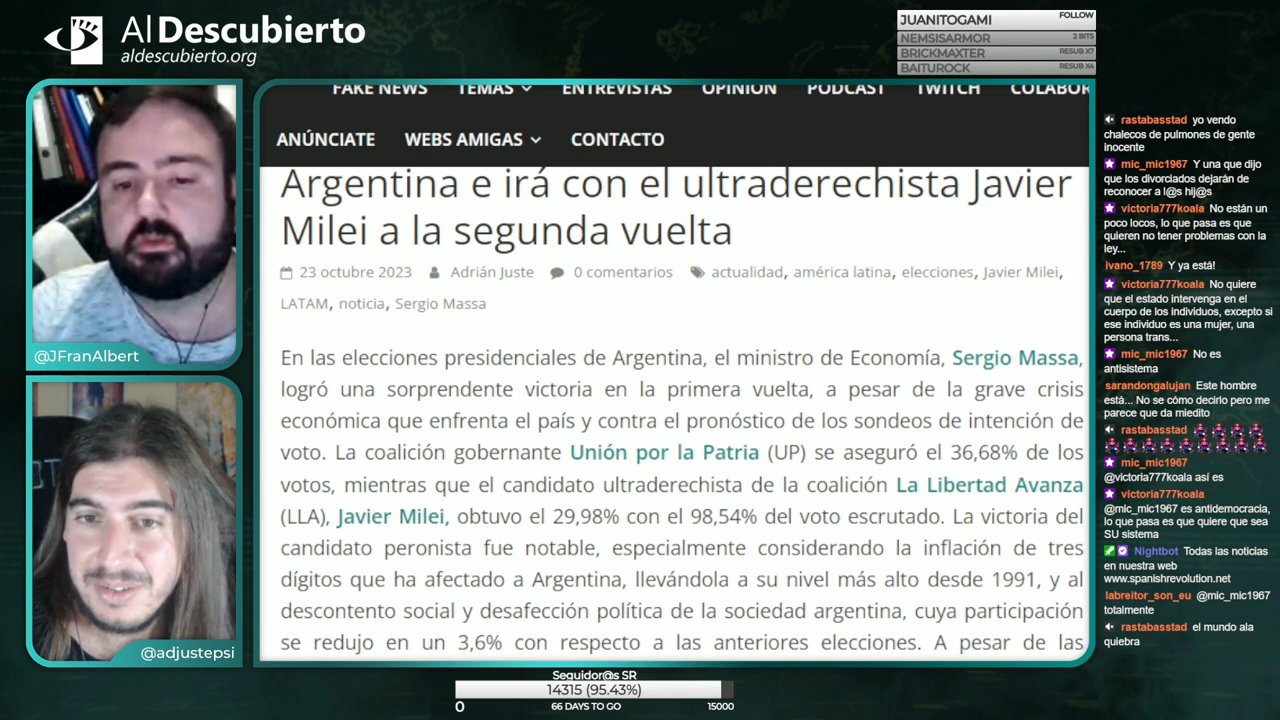 Al Descubierto
aldescubierto.org
JUANITOGAMI FOLLOW
NEMSISARMOR 2 BITS
BRICKMAXTER RESUB X7
BAITUROCK RESUB X4
FAKE NEWS TEMAS ENTREVISTAS OPINIÓN PODCAST TWITCH COLABOR
ANÚNCIATE WEBS AMIGAS CONTACTO
Argentina e irá con el ultraderechista Javier
Milei a la segunda vuelta
23 octubre 2023 Adrián Juste 0 comentarios actualidad, américa latina, elecciones, Javier Milei,
LATAM, noticia, Sergio Massa
En las elecciones presidenciales de Argentina, el ministro de Economía, Sergio Massa,
logró una sorprendente victoria en la primera vuelta, a pesar de la grave crisis
económica que enfrenta el país y contra el pronóstico de los sondeos de intención de
voto. La coalición gobernante Unión por la Patria (UP) se aseguró el 36,68% de los
votos, mientras que el candidato ultraderechista de la coalición La Libertad Avanza
(LLA), Javier Milei, obtuvo el 29,98% con el 98,54% del voto escrutado. La victoria del
candidato peronista fue notable, especialmente considerando la inflación de tres
dígitos que ha afectado a Argentina, llevándola a su nivel más alto desde 1991, y al
descontento social y desafección política de la sociedad argentina, cuya participación
se redujo en un 3,6% con respecto a las anteriores elecciones. A pesar de las
@JFranAlbert
@adjustepsi
rastabasstad yo vendo
chalecos de pulmones de gente
inocente
mic_mic1967 Y una que dijo
que los divorciados dejarán de
reconocer a l@s hij@s
victoria777koala No están un
poco locos, lo que pasa es que
quieren no tener problemas con la
ley...
ivano_1789 Y ya está!
victoria777koala No quiere
que el estado intervenga en el
cuerpo de los individuos, excepto si
ese individuo es una mujer, una
persona trans...
mic_mic1967 No es
antisistema
sarandongalujan Este hombre
está... No se cómo decirlo pero me
parece que da miedito
rastabasstad
mic_mic1967
@victoria777koala así es
victoria777koala
@mic_mic1967 es antidemocracia,
lo que pasa es que quiere que sea
SU sistema
Nightbot Todas las noticias
en nuestra web
www.spanishrevolution.net
labreitor_son_eu @mic_mic1967
totalmente
rastabasstad el mundo ala
quiebra
Seguidor@s SR
14315 (95.43%)
0 66 DAYS TO GO 15000